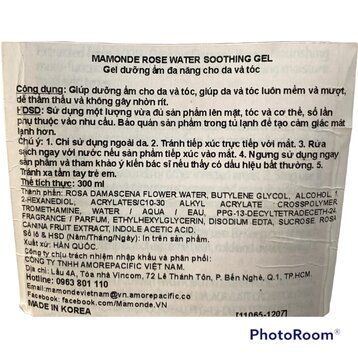 MAMONDE ROSE WATER SOOTHING GEL
Gel dưỡng ẩm đa năng cho da và tóc
Công dụng: Giúp dưỡng ẩm cho da và tóc, giúp da và tóc luôn mềm và mượt,
dễ thẩm thấu và không gây nhờn rít.
HDSD: Sử dụng một lượng vừa đủ sản phẩm lên mặt, tóc và cơ thể, số lần
phụ thuộc vào nhu cầu. Bảo quản sản phẩm trong tủ lạnh để tạo cảm giác mát
lạnh hơn.
Chú ý: 1. Chỉ sử dụng ngoài da. 2. Tránh tiếp xúc trực tiếp với mắt. 3. Rửa
sạch ngay với nước nếu sản phẩm tiếp xúc vào mắt. 4. Ngưng sử dụng ngay
sản phẩm và tham khảo ý kiến bác sĩ nếu thấy có dấu hiệu bất thường. 5.
Tránh xa tầm tay trẻ em.
Thể tích thực: 300 ml
Thành phần: ROSA DAMASCENA FLOWER WATER, BUTYLENE GLYCOL, ALCOHOL, 1,
2-HEXANEDIOL, ACRYLATES/C10-30 ALKYL ACRYLATE CROSSPOLYMER,
TROMETHAMINE, WATER / AQUA / EAU, PPG-13-DECYLTETRADECETH-24,
FRAGRANCE / PARFUM, ETHYLHEXYLGLYCERIN, DISODIUM EDTA, SUCROSE, ROSA
CANINA FRUIT EXTRACT, INDOLE ACETIC ACID.
Số lô & HSD (Năm/Tháng/Ngày): In trên sản phẩm.
Xuất xứ: HÀN QUỐC.
Công ty chịu trách nhiệm nhập khẩu và phân phối:
CÔNG TY TNHH AMOREPACIFIC VIỆT NAM.
Địa chỉ: Lầu 4A, Tòa nhà Vincom, 72 Lê Thánh Tôn, P. Bến Nghé, Q.1, TP.HCM.
Hotline: 0963 801 110
Email: mamondevietnam@vn.amorepacific.com
Facebook: facebook.com/Mamonde.VN
MADE IN KOREA
[11065-1207]
PhotoRoom